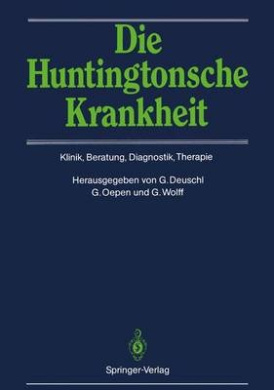 Die
Huntingtonsche
Krankheit
Klinik, Beratung, Diagnostik, Therapie
Herausgegeben von G. Deuschl
G. Oepen und G. Wolff
Springer-Verlag